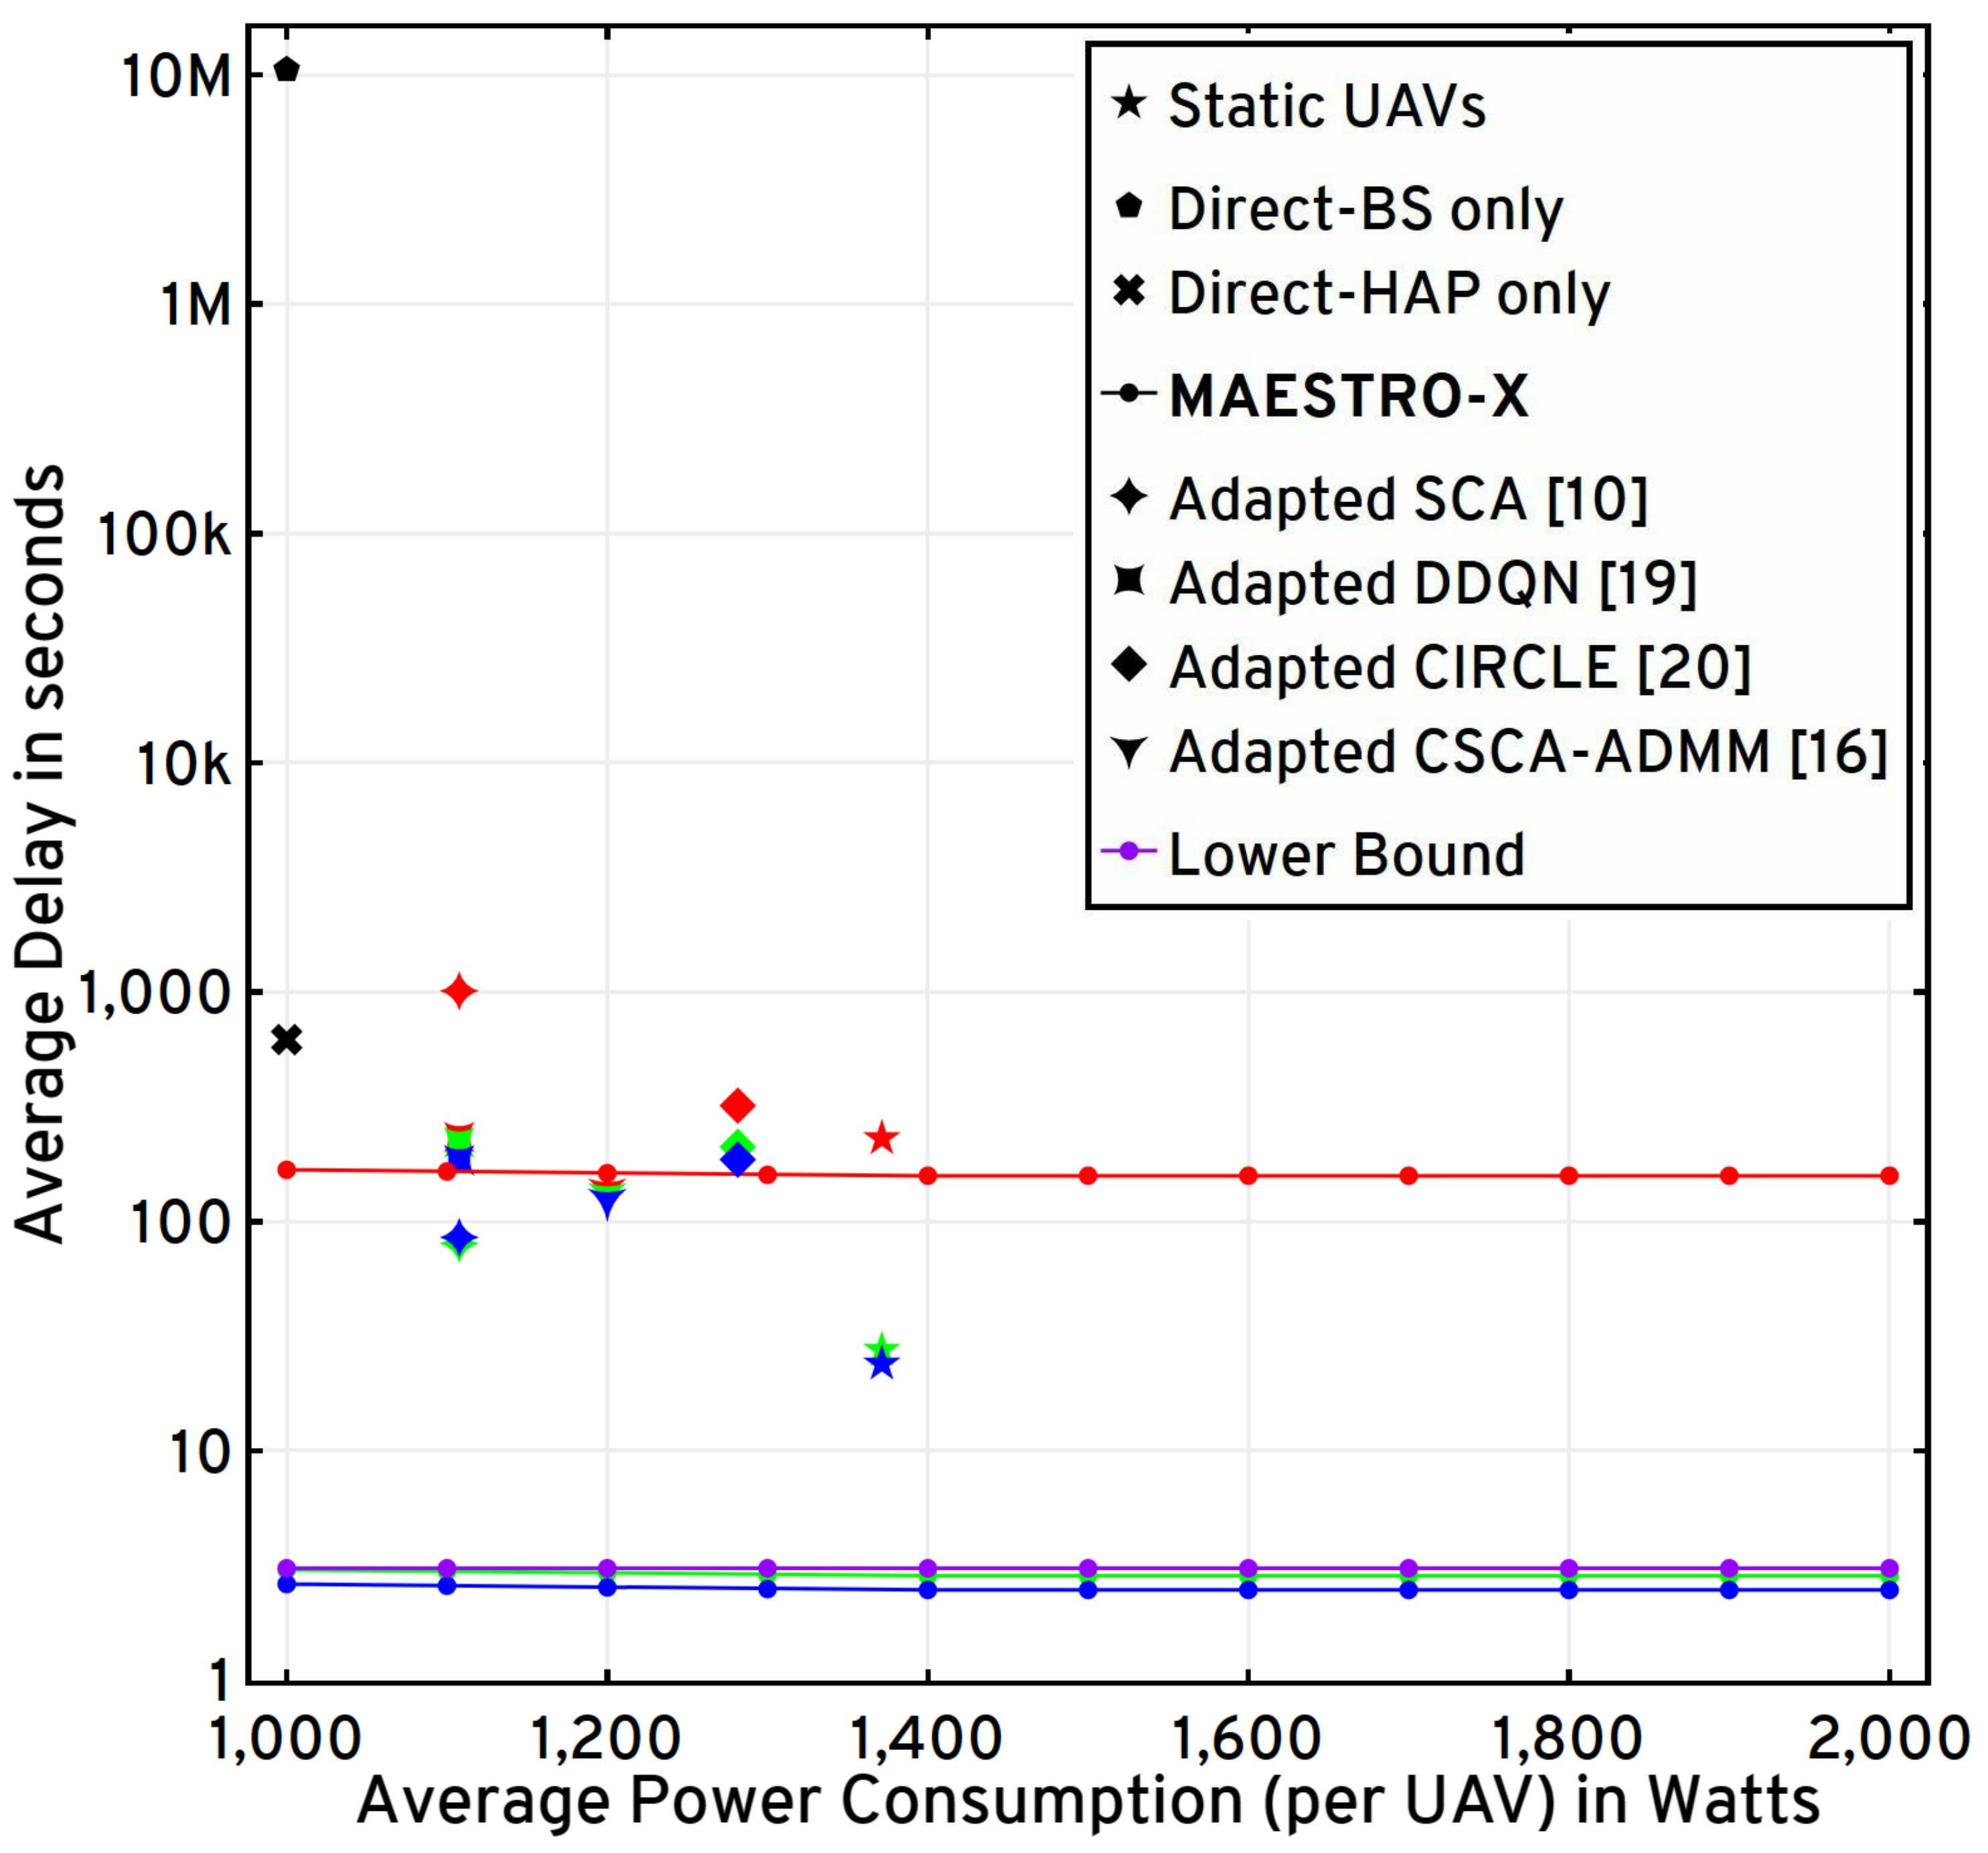 10M
1M
100k
10k
1,000
100
10
1
Average Delay in seconds
Static UAVs
Direct-BS only
Direct-HAP only
MAESTRO-X
Adapted SCA [10]
Adapted DDQN [19]
Adapted CIRCLE [20]
Adapted CSCA-ADMM [16]
Lower Bound
1,000 1,200 1,400 1,600 1,800 2,000
Average Power Consumption (per UAV) in Watts